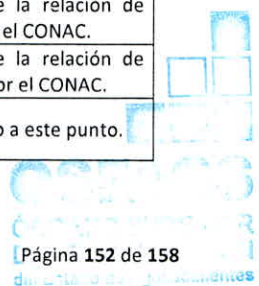 e la relación de
el CONAC.
e la relación de
or el CONAC.
o a este punto.
Página 152 de 158